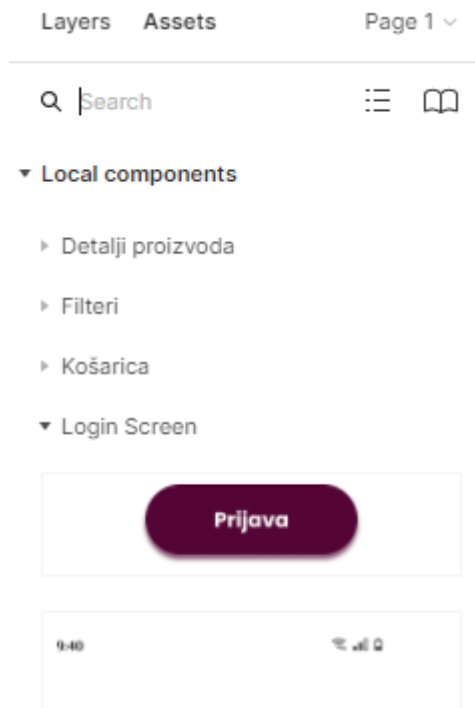 Layers Assets Page 1
Search
Local components
Detalji proizvoda
Filteri
Košarica
Login Screen
Prijava
9:40